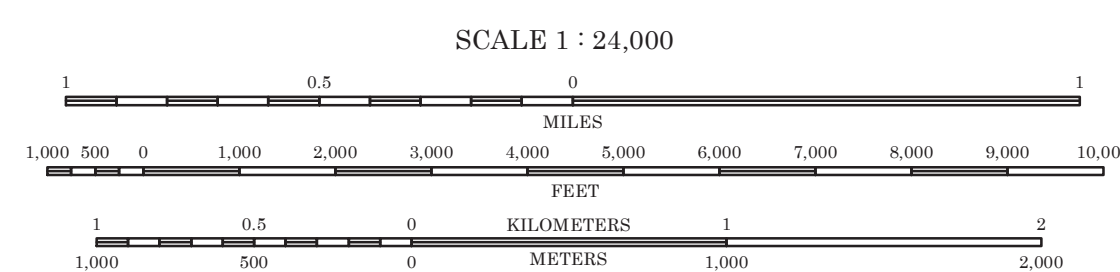 SCALE 1 : 24,000
1 0.5 0 1
MILES
1,000 500 0 1,000 2,000 3,000 4,000 5,000 6,000 7,000 8,000 9,000 10,00
FEET
1 0.5 0 KILOMETERS 1 2
1,000 500 0 METERS 1,000 2,000